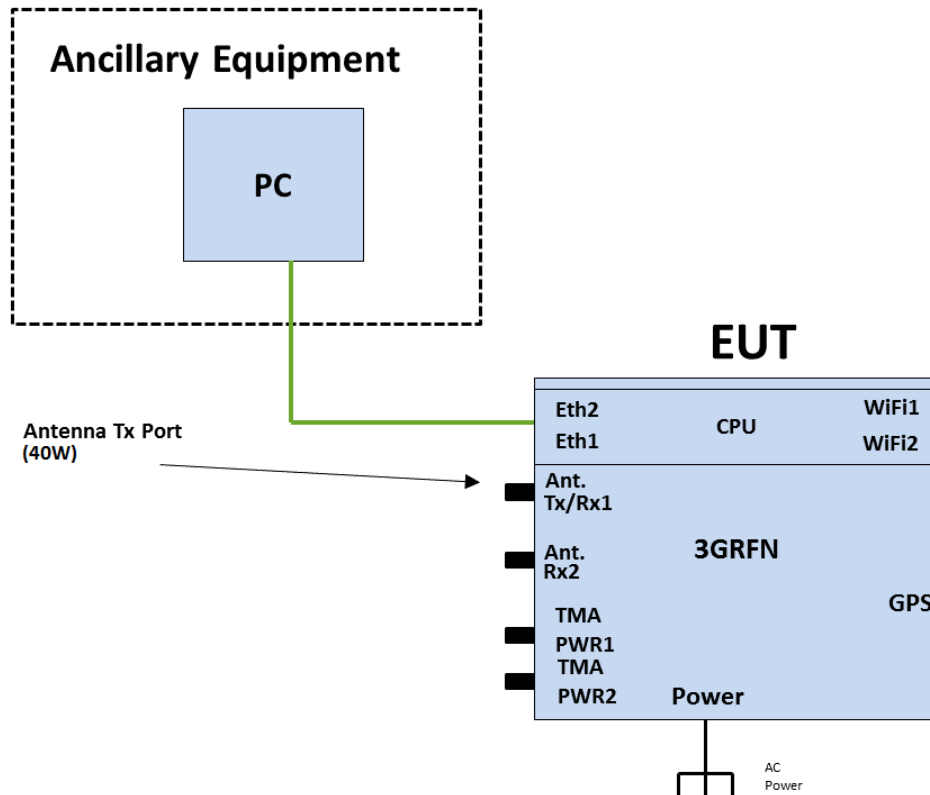 Ancillary Equipment
PC
EUT
Eth2
WiFi1
CPU
Eth1
WiFi2
Antenna Tx Port
(40W)
Ant.
Tx/Rx1
3GRFN
Ant.
Rx2
GPS
TMA
PWR1
TMA
PWR2
Power
AC
Power